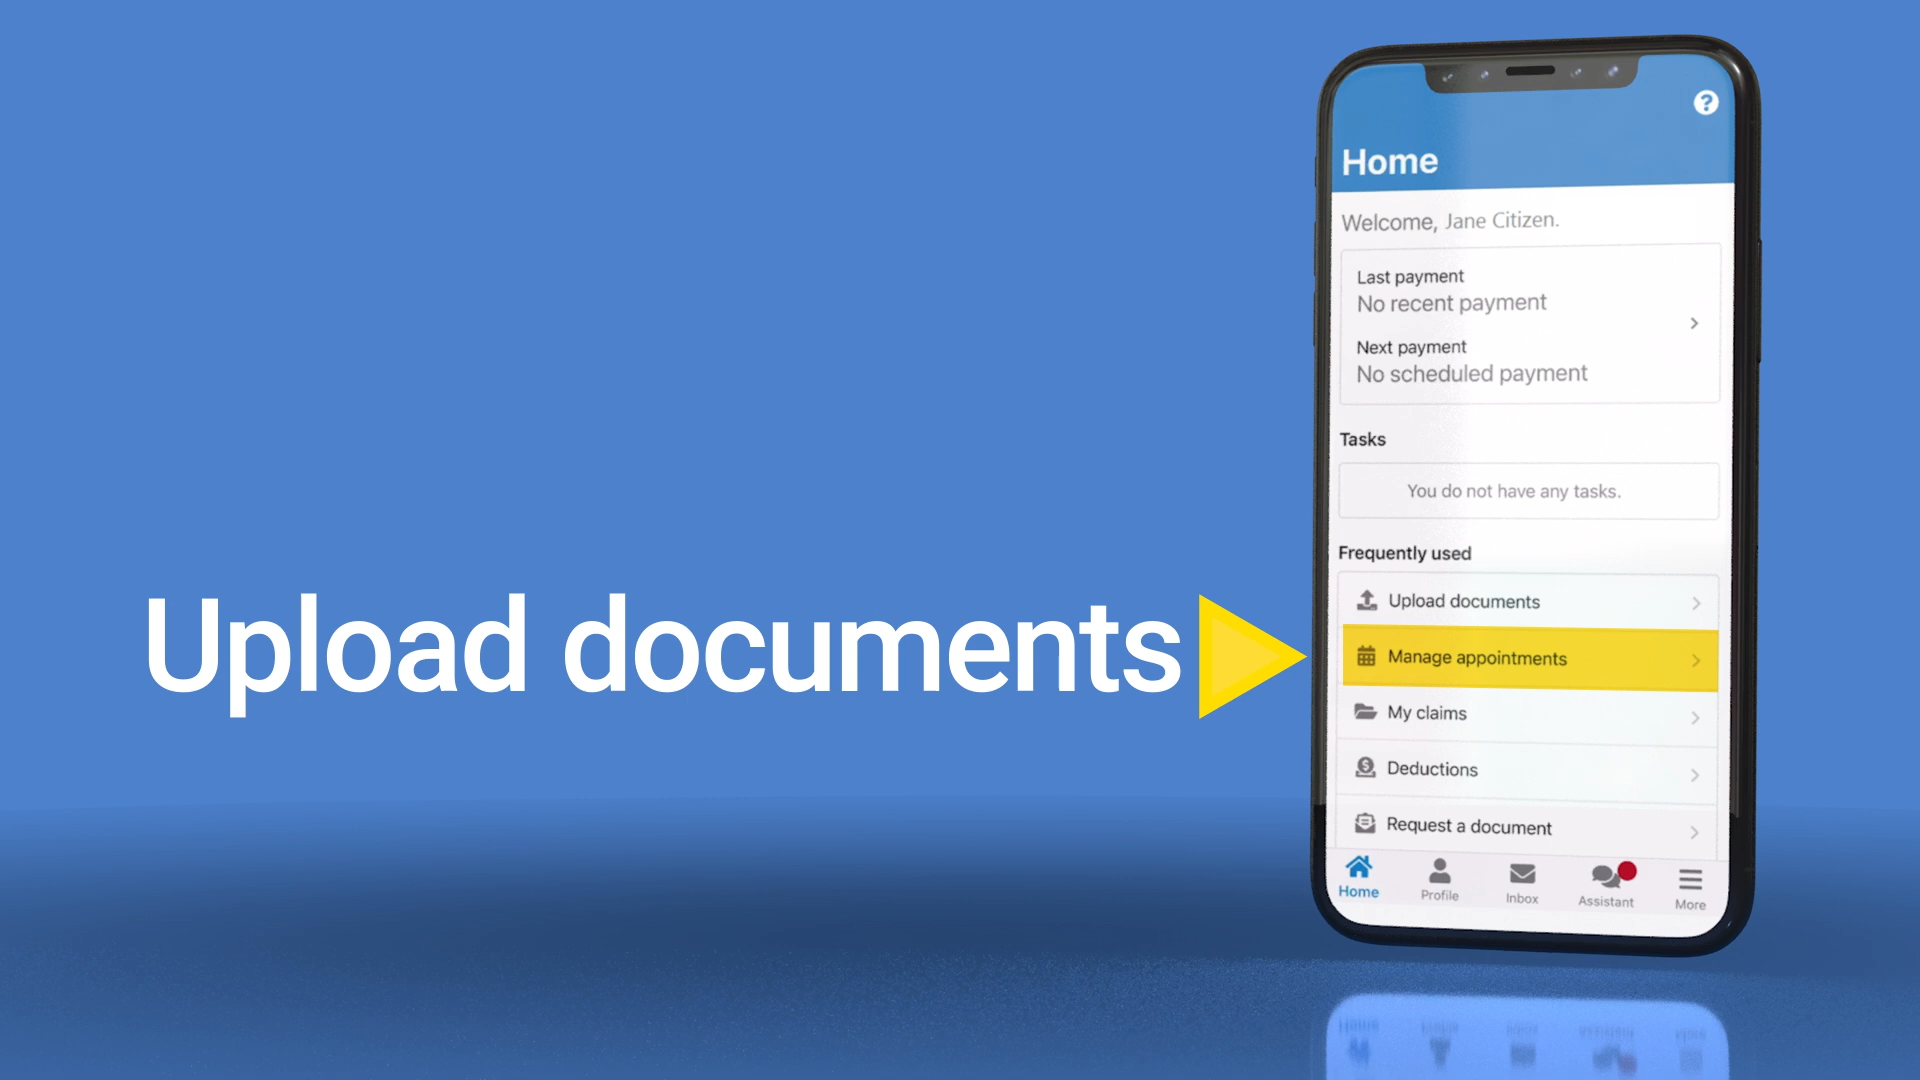 Upload documents
Home
Welcome, Jane Citizen.
Last payment
No recent payment
Next payment
No scheduled payment
Tasks
You do not have any tasks.
Frequently used
Upload documents
Manage appointments
My claims
Deductions
Request a document
Home
Profile
Inbox
Assistant
More